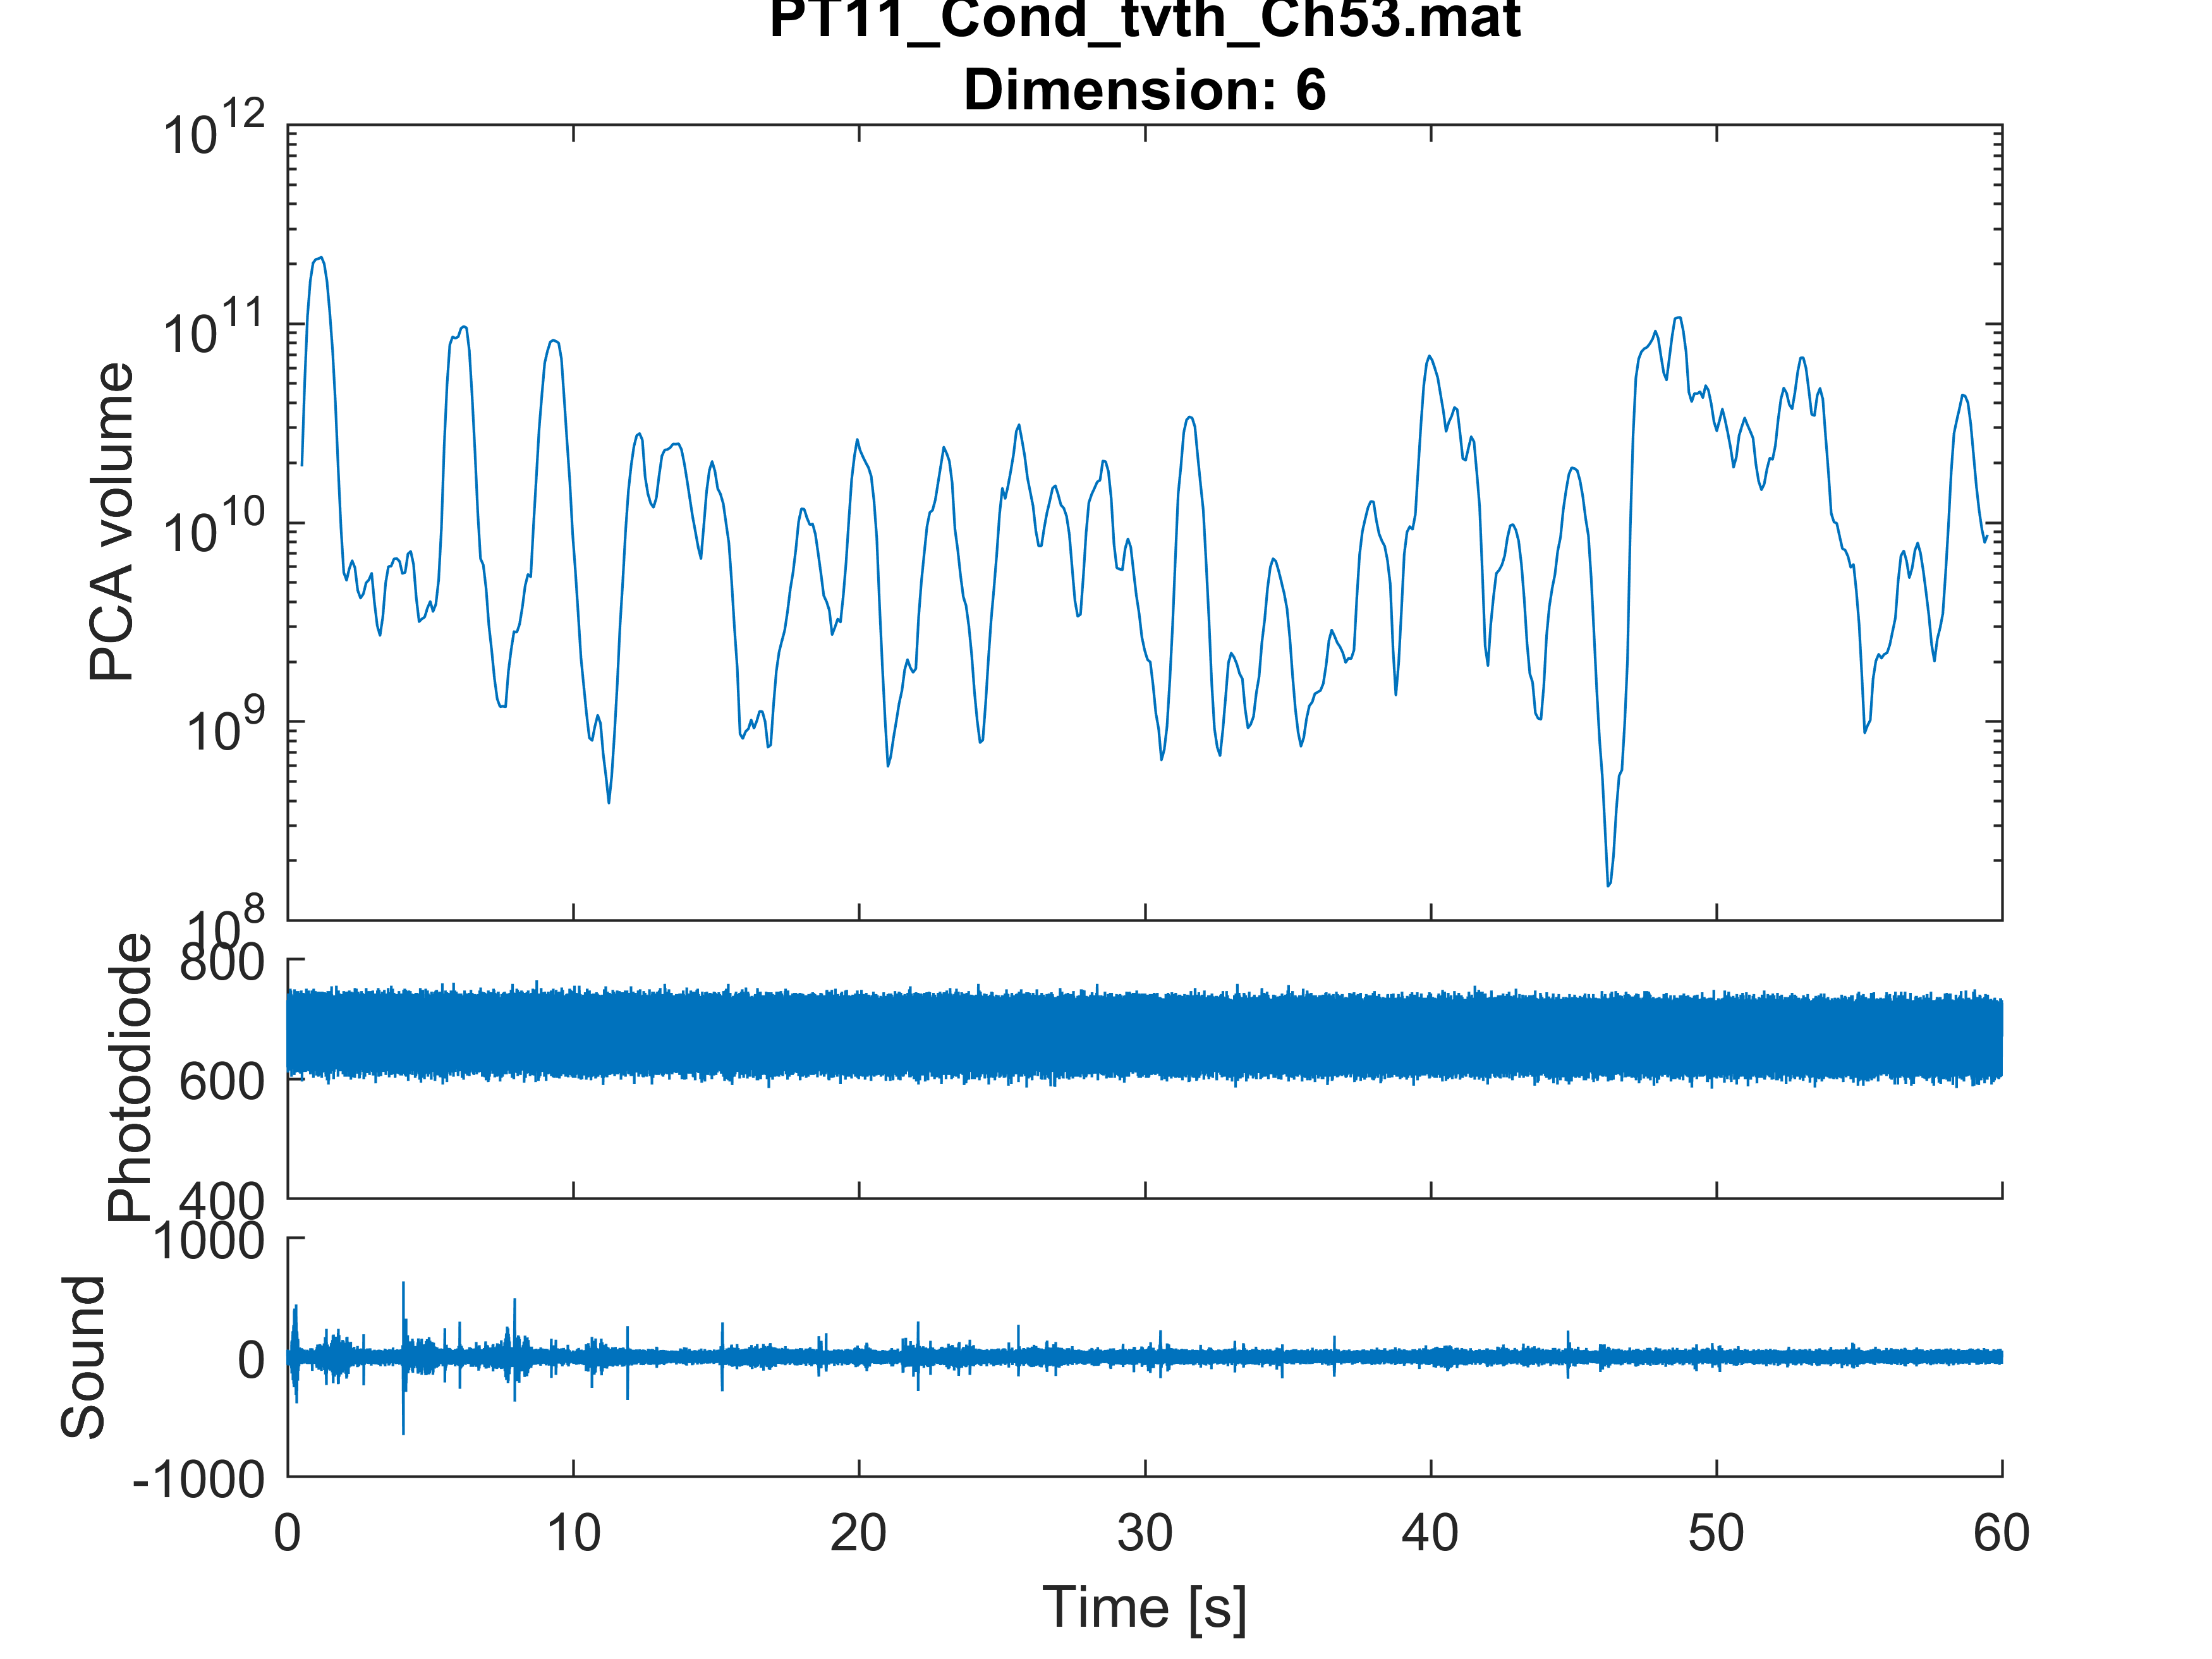 PT11_Cond_tvth_Ch53.mat
Dimension: 6
10^12
10^11
10^10
10^9
10^8
PCA volume
800
600
400
Photodiode
1000
0
-1000
Sound
0 10 20 30 40 50 60
Time [s]